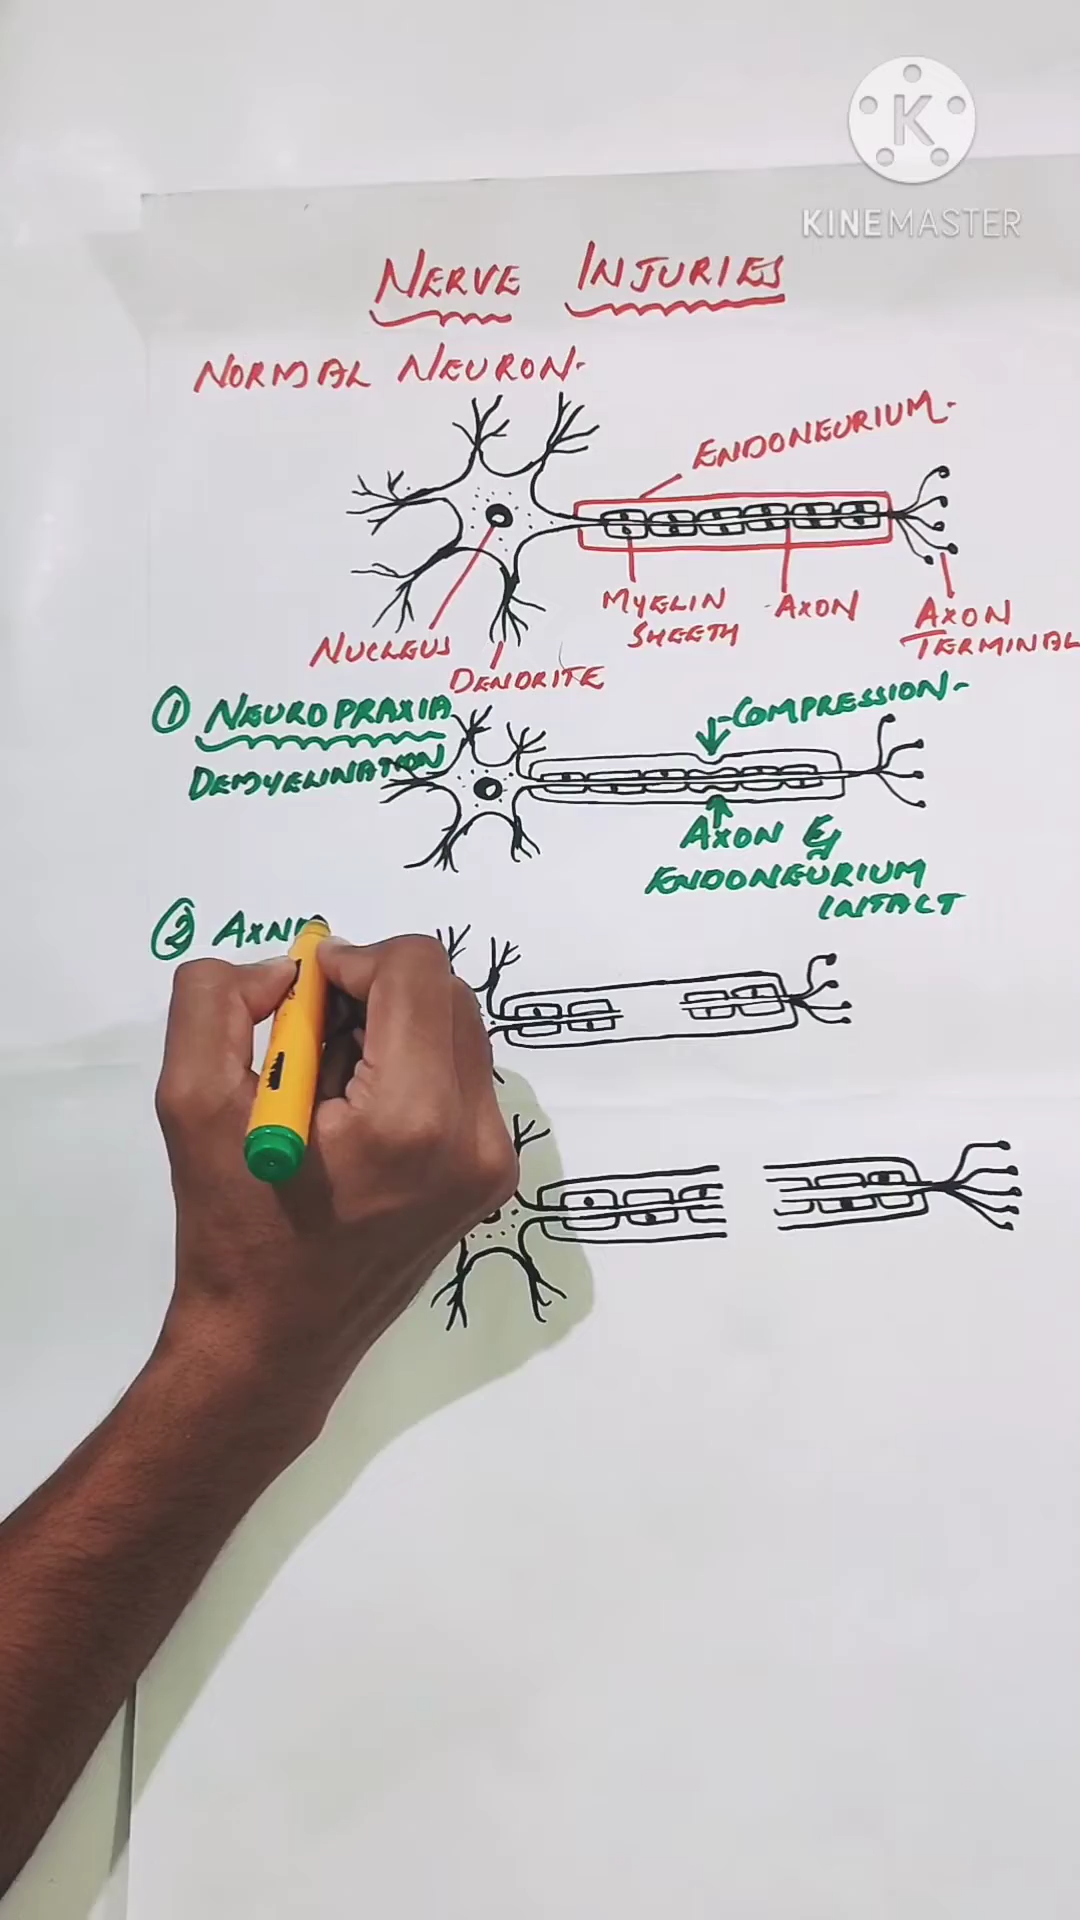 KINEMASTER
NERVE INJURIES
NORMAL NEURON-
ENDONEURIUM-
MYELIN
SHEETH
AXON
AXON
TERMINAL
NUCLEUS
DENDRITE
① NEUROPRAXIA
DEMYELINATION
COMPRESSION-
AXON &
ENDONEURIUM
INTACT
② AXN